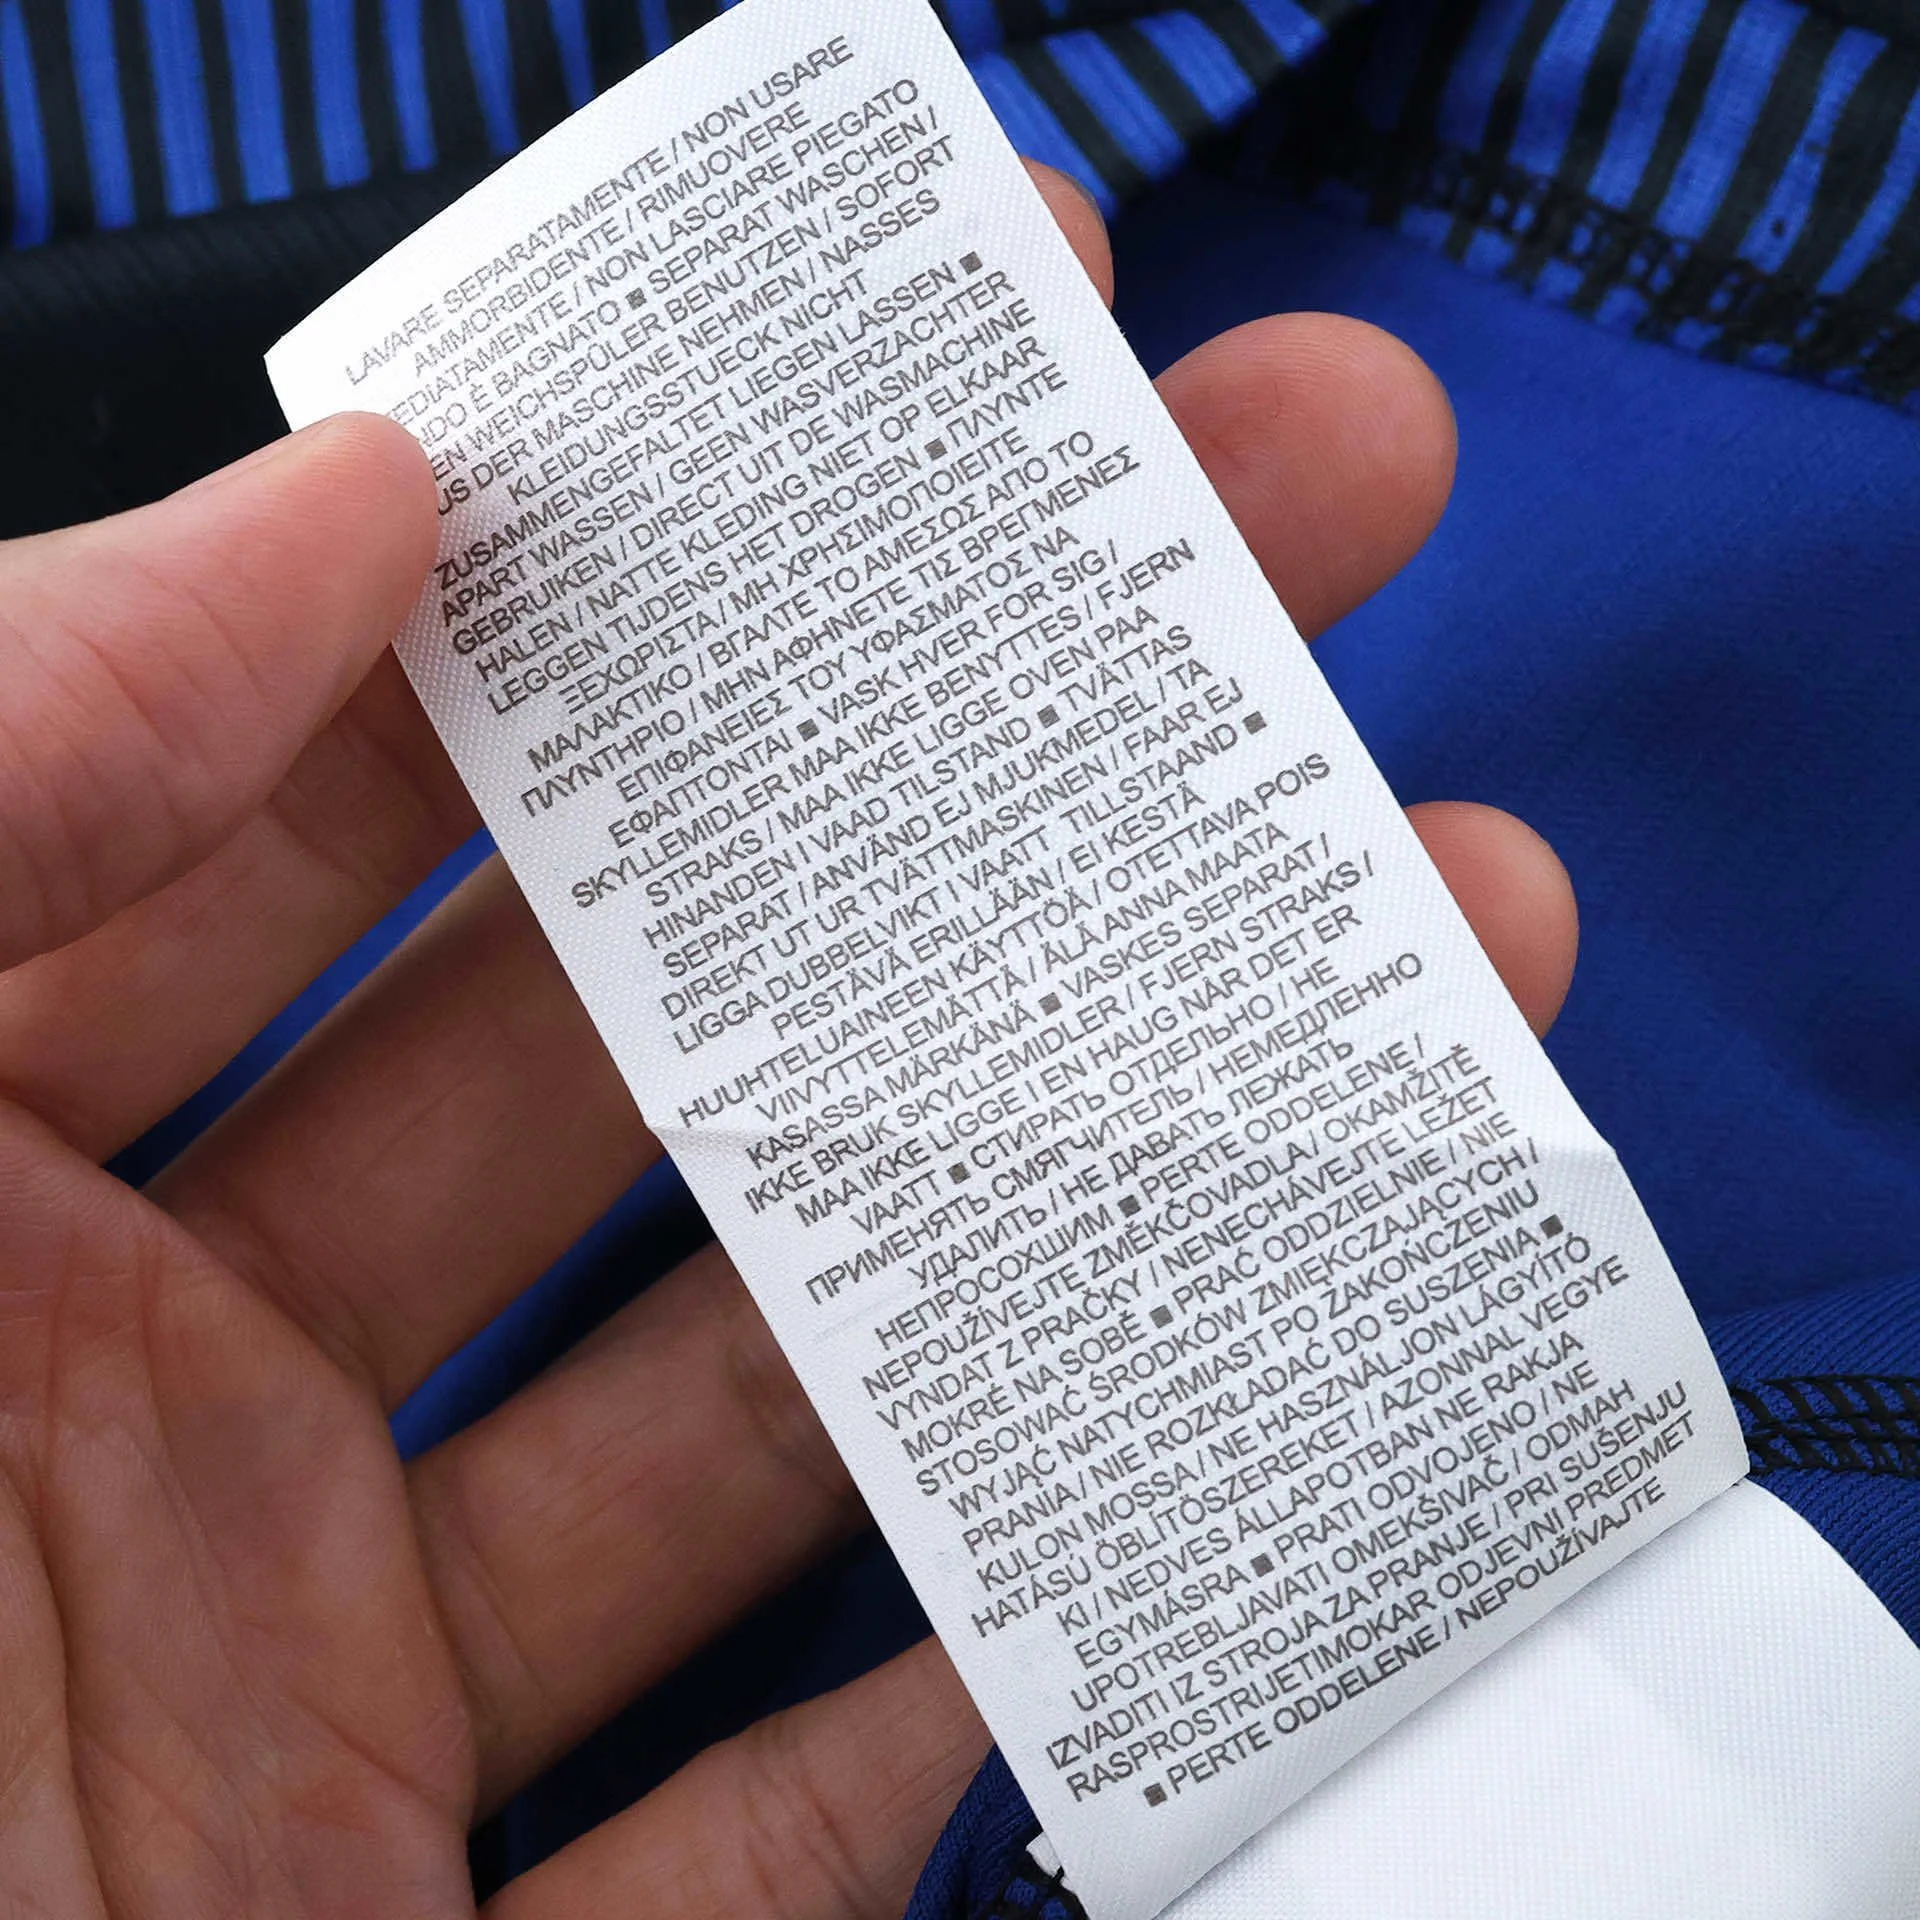 LAVARE SEPARATAMENTE / NON USARE
AMMORBIDENTE / RIMUOVERE
EDIATAMENTE / NON LASCIARE PIEGATO
NDO È BAGNATO ■ SEPARAT WASCHEN /
EN WEICHSPÜLER BENUTZEN / SOFORT
US DER MASCHINE NEHMEN / NASSES
KLEIDUNGSSTUECK NICHT
ZUSAMMENGEFALTET LIEGEN LASSEN ■
APART WASSEN / GEEN WASVERZACHTER
GEBRUIKEN / DIRECT UIT DE WASMACHINE
HALEN / NATTE KLEDING NIET OP ELKAAR
LEGGEN TIJDENS HET DROGEN ■ ΠΛΥΝΤΕ
ΞΕΧΩΡΙΣΤΑ / ΜΗ ΧΡΗΣΙΜΟΠΟΙΕΙΤΕ
ΜΑΛΑΚΤΙΚΟ / ΒΓΑΛΤΕ ΤΟ ΑΜΕΣΩΣ ΑΠΟ ΤΟ
ΠΛΥΝΤΗΡΙΟ / ΜΗΝ ΑΦΗΝΕΤΕ ΤΙΣ ΒΡΕΓΜΕΝΕΣ
ΕΠΙΦΑΝΕΙΕΣ ΤΟΥ ΥΦΑΣΜΑΤΟΣ ΝΑ
ΕΦΑΠΤΟΝΤΑΙ ■ VASK HVER FOR SIG /
SKYLLEMIDLER MAA IKKE BENYTTES / FJERN
STRAKS / MAA IKKE LIGGE OVEN PAA
HINANDEN I VAAD TILSTAND ■ TVÄTTAS
SEPARAT / ANVÄND EJ MJUKMEDEL / TA
DIREKT UT UR TVÄTTMASKINEN / FAAR EJ
LIGGA DUBBELVIKT I VAATT TILLSTAAND ■
PESTÄVÄ ERILLÄÄN / EI KESTÄ
HUUHTELUAINEEN KÄYTTÖÄ / OTETTAVA POIS
VIIVYTTELEMÄTTÄ / ÄLÄ ANNA MAATA
KASASSA MÄRKÄNÄ ■ VASKES SEPARAT /
IKKE BRUK SKYLLEMIDLER / FJERN STRAKS /
MAA IKKE LIGGE I EN HAUG NÅR DET ER
VAATT ■ СТИРАТЬ ОТДЕЛЬНО / НЕ
ПРИМЕНЯТЬ СМЯГЧИТЕЛЬ / НЕМЕДЛЕННО
УДАЛИТЬ / НЕ ДАВАТЬ ЛЕЖАТЬ
НЕПРОСОХШИМ ■ PERTE ODDELENĚ /
NEPOUŽÍVEJTE ZMĚKČOVADLA / OKAMŽITĚ
VYNDAT Z PRAČKY / NENECHÁVEJTE LEŽET
MOKRÉ NA SOBĚ ■ PRAĆ ODDZIELNIE / NIE
STOSOWAĆ ŚRODKÓW ZMIĘKCZAJĄCYCH /
WYJĄĆ NATYCHMIAST PO ZAKOŃCZENIU
PRANIA / NIE ROZKŁADAĆ DO SUSZENIA ■
KULON MOSSA / NE HASZNÁLJON LÁGYÍTÓ
HATÁSÚ ÖBLÍTÖSZEREKET / AZONNAL VEGYE
KI / NEDVES ÁLLAPOTBAN NE RAKJA
EGYMÁSRA ■ PRATI ODVOJENO / NE
UPOTREBLJAVATI OMEKŠIVAČ / ODMAH
IZVADITI IZ STROJA ZA PRANJE / PRI SUŠENJU
RASPROSTRIJETIMOKAR ODJEVNI PREDMET
■ PERTE ODDELENE / NEPOUŽÍVAJTE